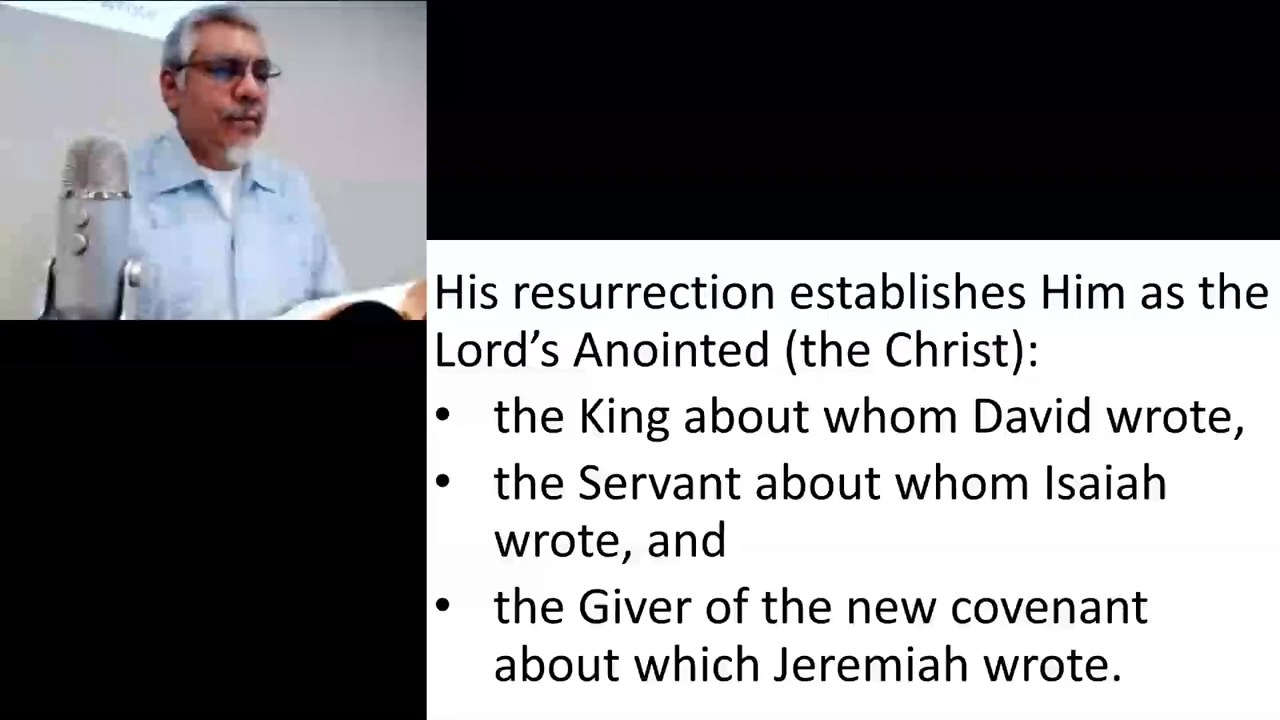 wrote
His resurrection establishes Him as the
Lord’s Anointed (the Christ):
• the King about whom David wrote,
• the Servant about whom Isaiah
wrote, and
• the Giver of the new covenant
about which Jeremiah wrote.